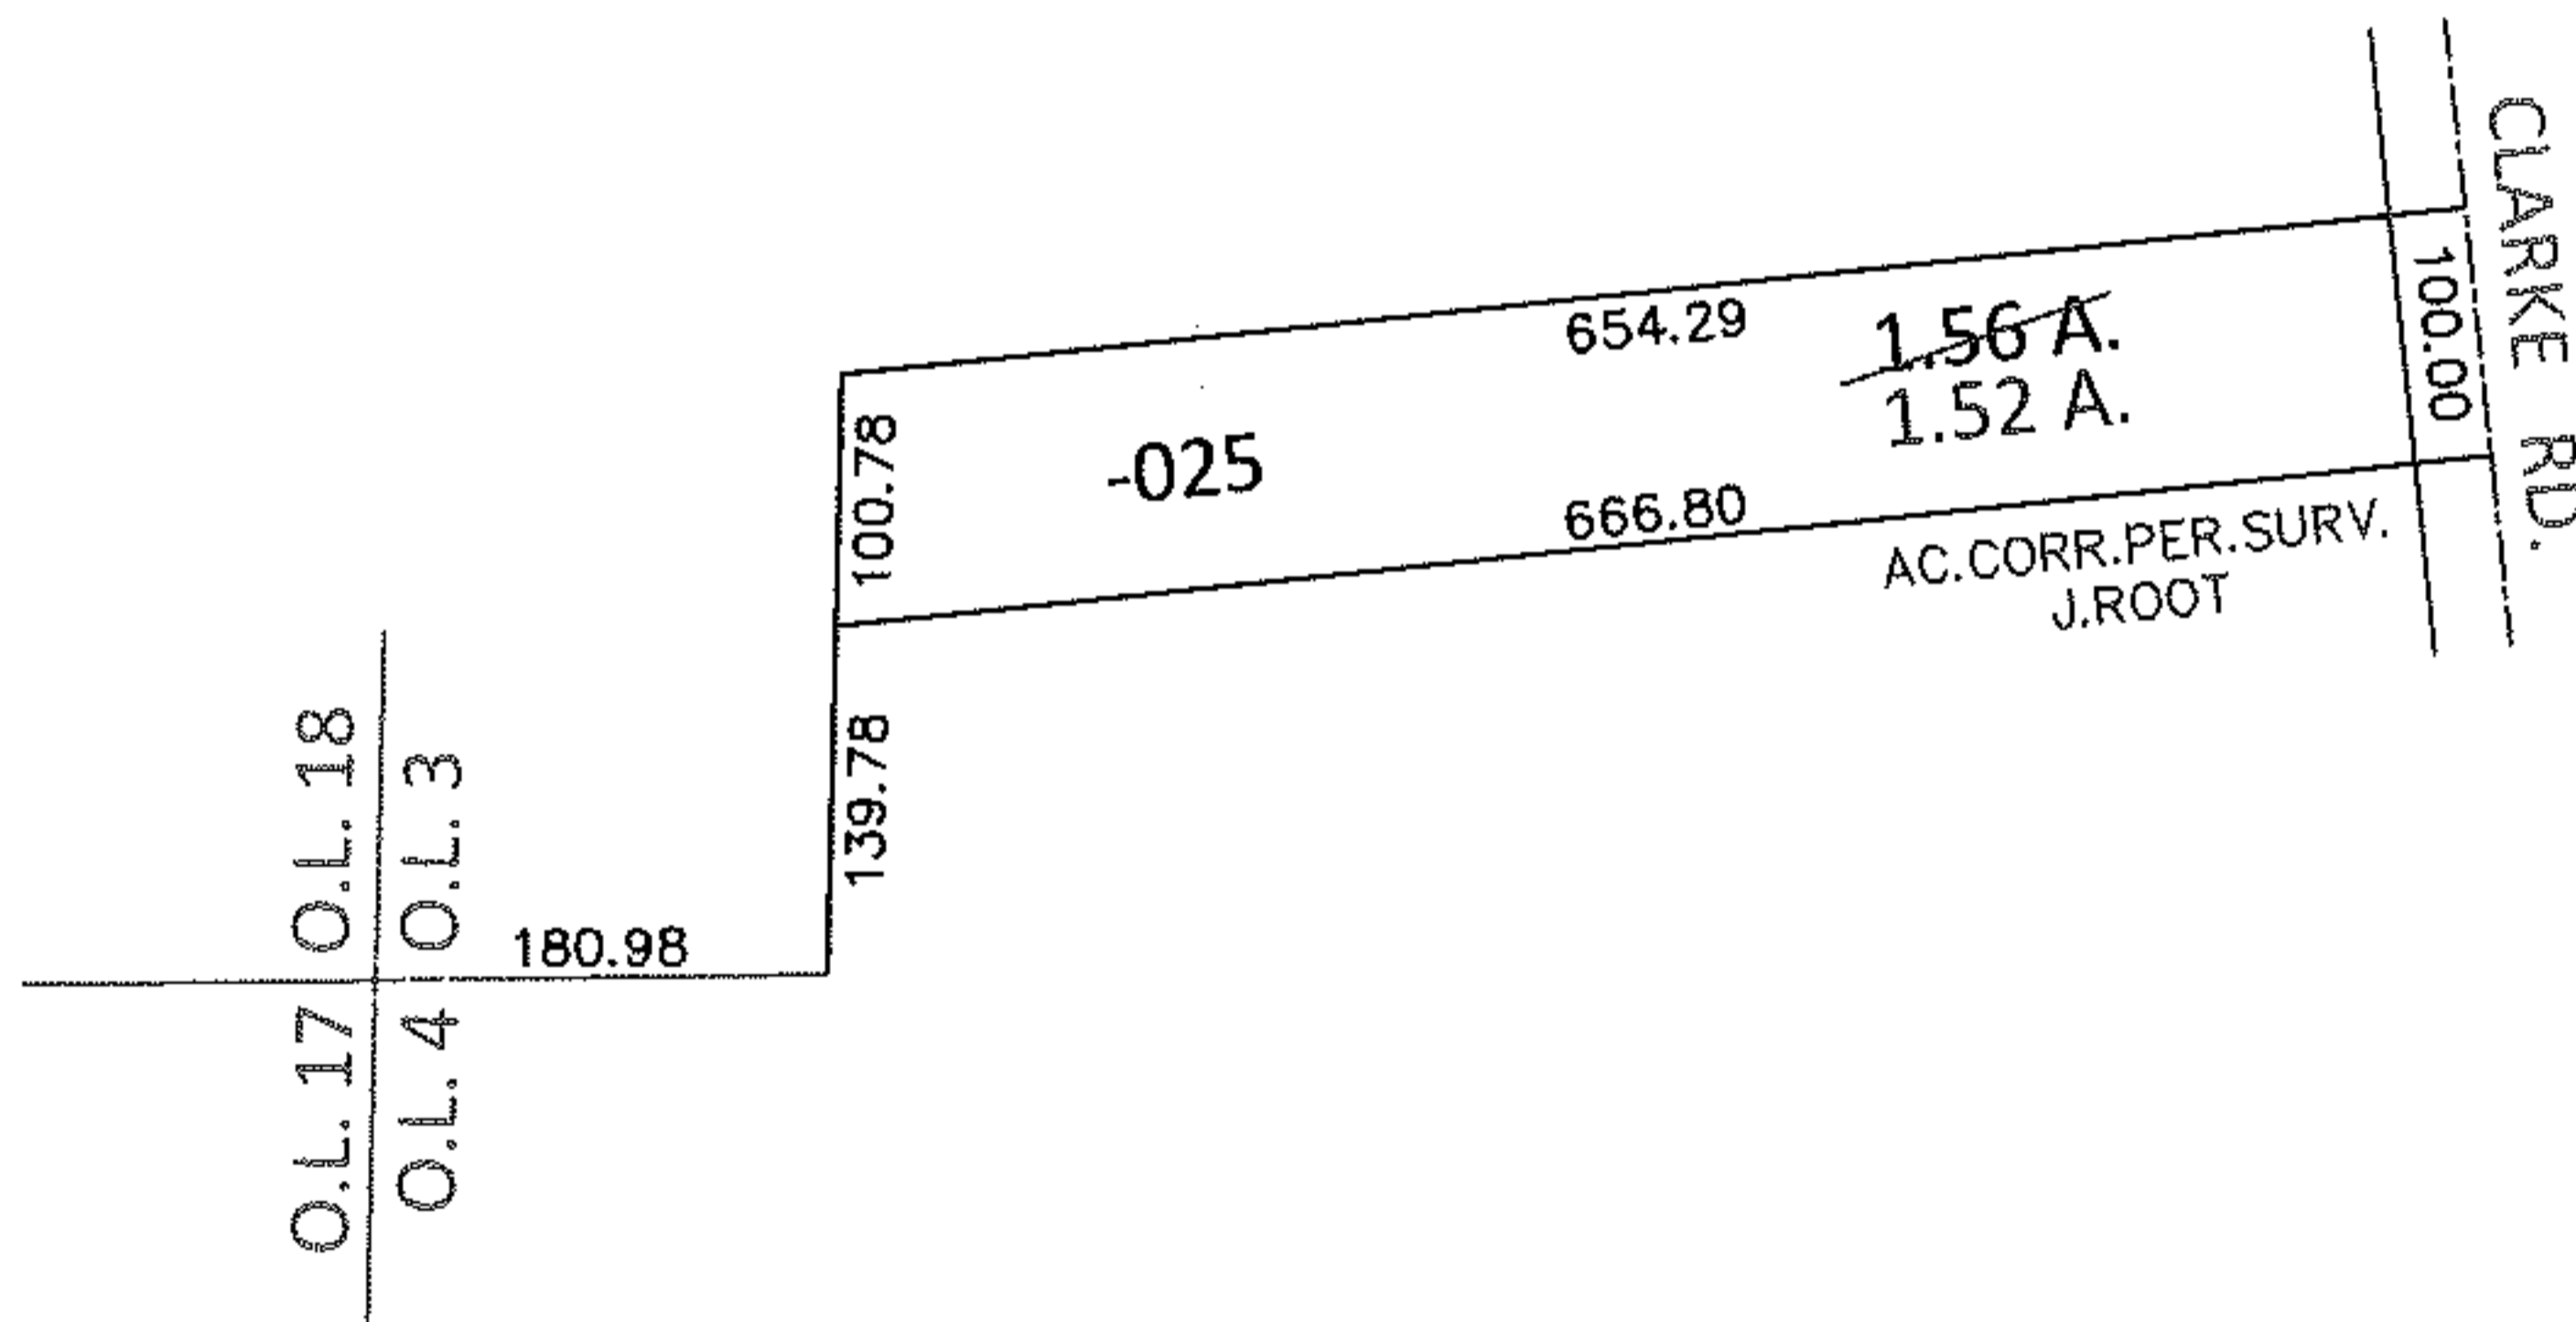 CLARKE RD.
654.29
1.56 A.
1.52 A.
100.00
100.78
-025
666.80
AC.CORR.PER.SURV.
J.ROOT
139.78
O.L. 18
O.L. 3
180.98
O.L. 17
O.L. 4